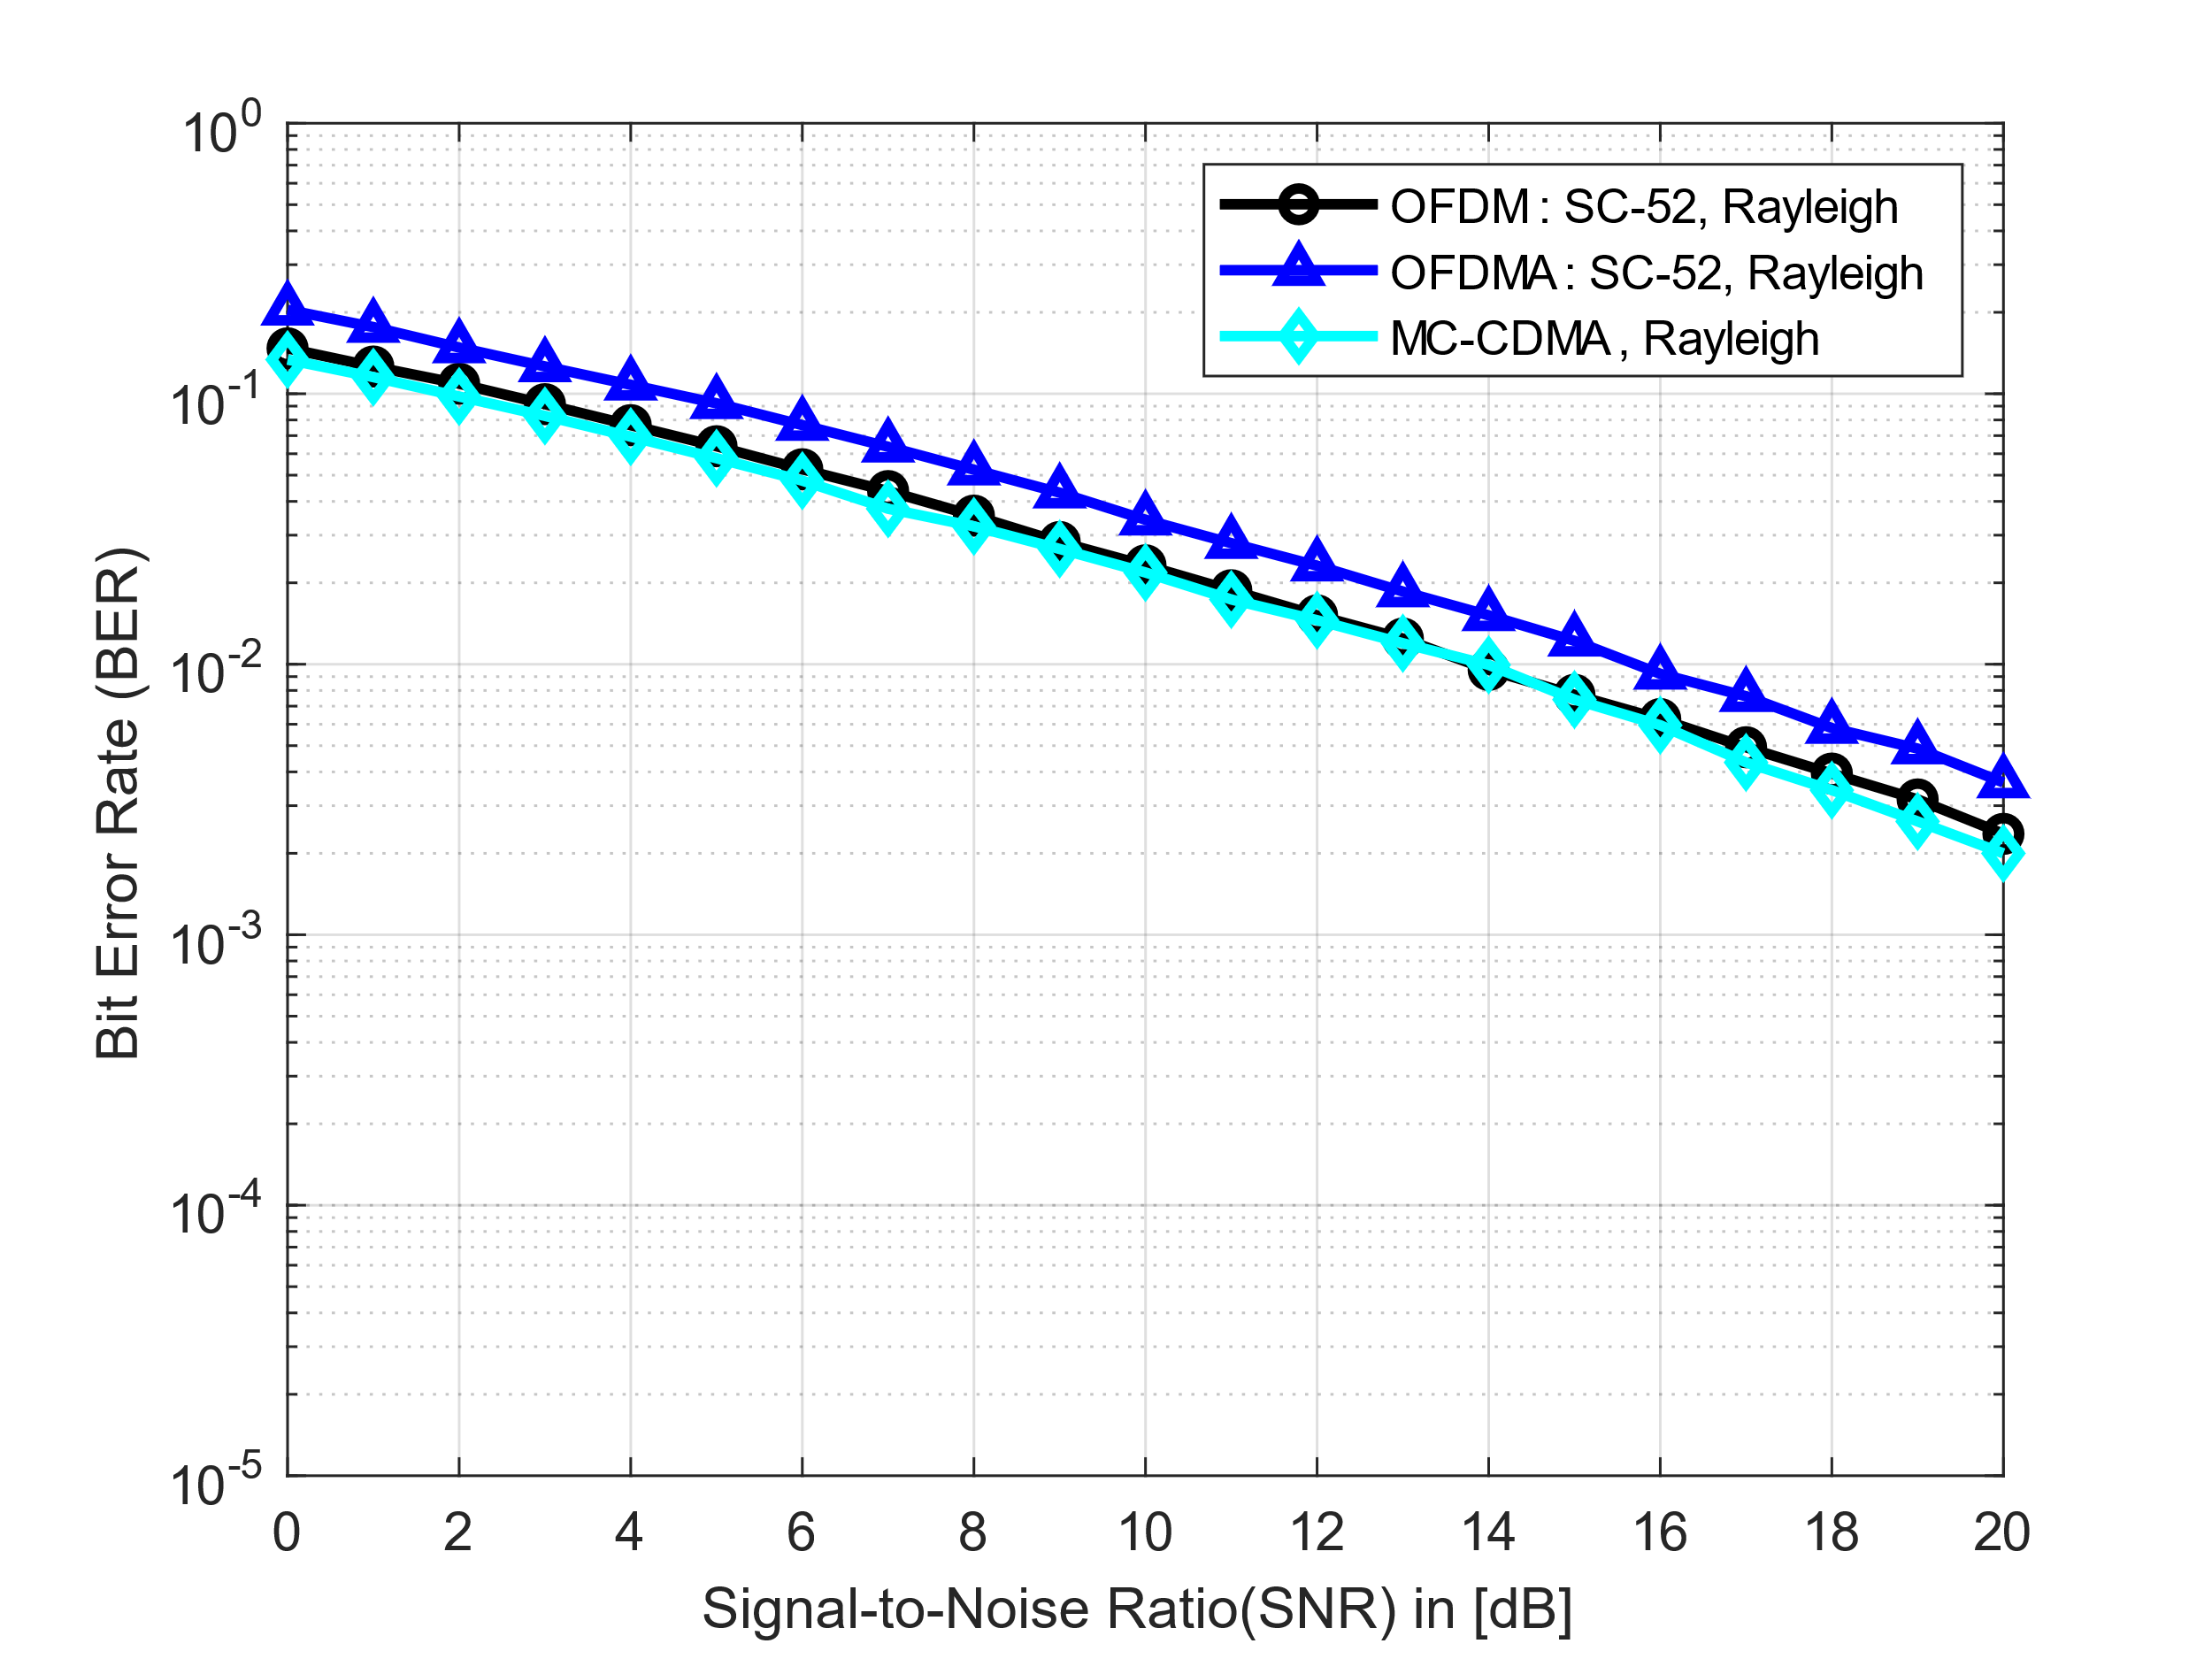 10^0
10^-1
10^-2
10^-3
10^-4
10^-5
Bit Error Rate (BER)
OFDM : SC-52, Rayleigh
OFDMA : SC-52, Rayleigh
MC-CDMA , Rayleigh
0 2 4 6 8 10 12 14 16 18 20
Signal-to-Noise Ratio(SNR) in [dB]